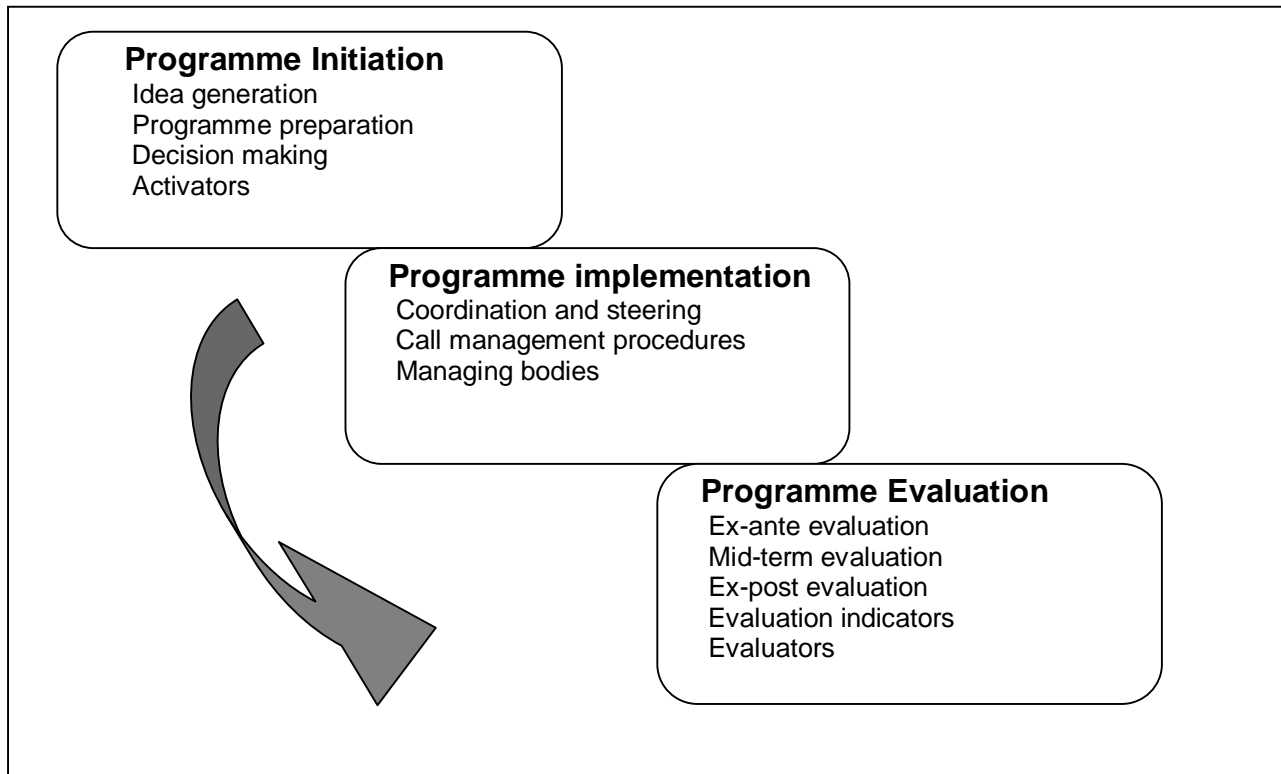 Programme Initiation
Idea generation
Programme preparation
Decision making
Activators
Programme implementation
Coordination and steering
Call management procedures
Managing bodies
Programme Evaluation
Ex-ante evaluation
Mid-term evaluation
Ex-post evaluation
Evaluation indicators
Evaluators